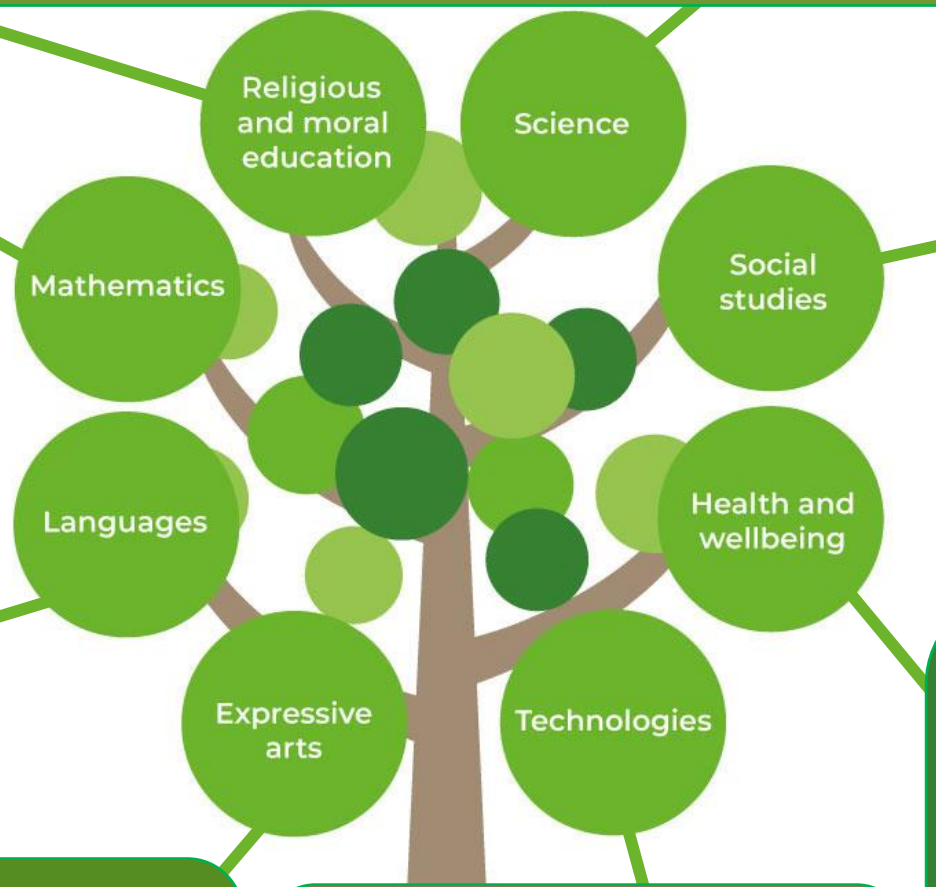 Religious
and moral
education
Science
Social
studies
Mathematics
Languages
Health and
wellbeing
Expressive
arts
Technologies